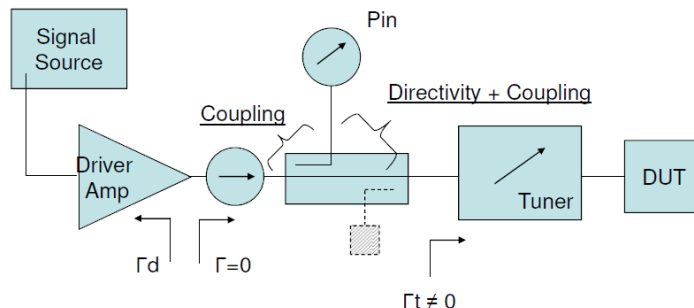 Pin
Signal
Source
Directivity + Coupling
Coupling
Driver
Amp
Tuner
DUT
Γd
Γ=0
Γt ≠ 0